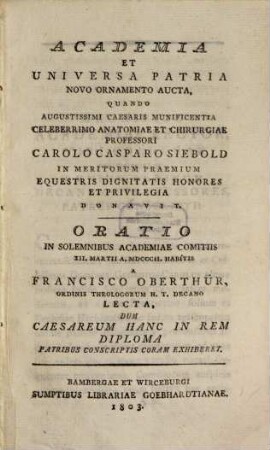 ACADEMIA
ET
UNIVERSA PATRIA
NOVO ORNAMENTO AUCTA,
QUANDO
AUGUSTISSIMI CAESARIS MUNIFICENTIA
CELEBERRIMO ANATOMIAE ET CHIRURGIAE
PROFESSORI
CAROLO CASPARO SIEBOLD
IN MERITORUM PRAEMIUM
EQUESTRIS DIGNITATIS HONORES
ET PRIVILEGIA
DONAVIT.
ORATIO
IN SOLEMNIBUS ACADEMIAE COMITIIS
XII. MARTII A. MDCCCII. HABITIS
A
FRANCISCO OBERTHÜR,
ORDINIS THEOLOGORUM H. T. DECANO
LECTA,
DUM
CAESAREUM HANC IN REM
DIPLOMA
PATRIBUS CONSCRIPTIS CORAM EXHIBERET.
BAMBERGAE ET WIRCEBURGI
SUMPTIBUS LIBRARIAE GOEBHARDTIANAE.
1803.